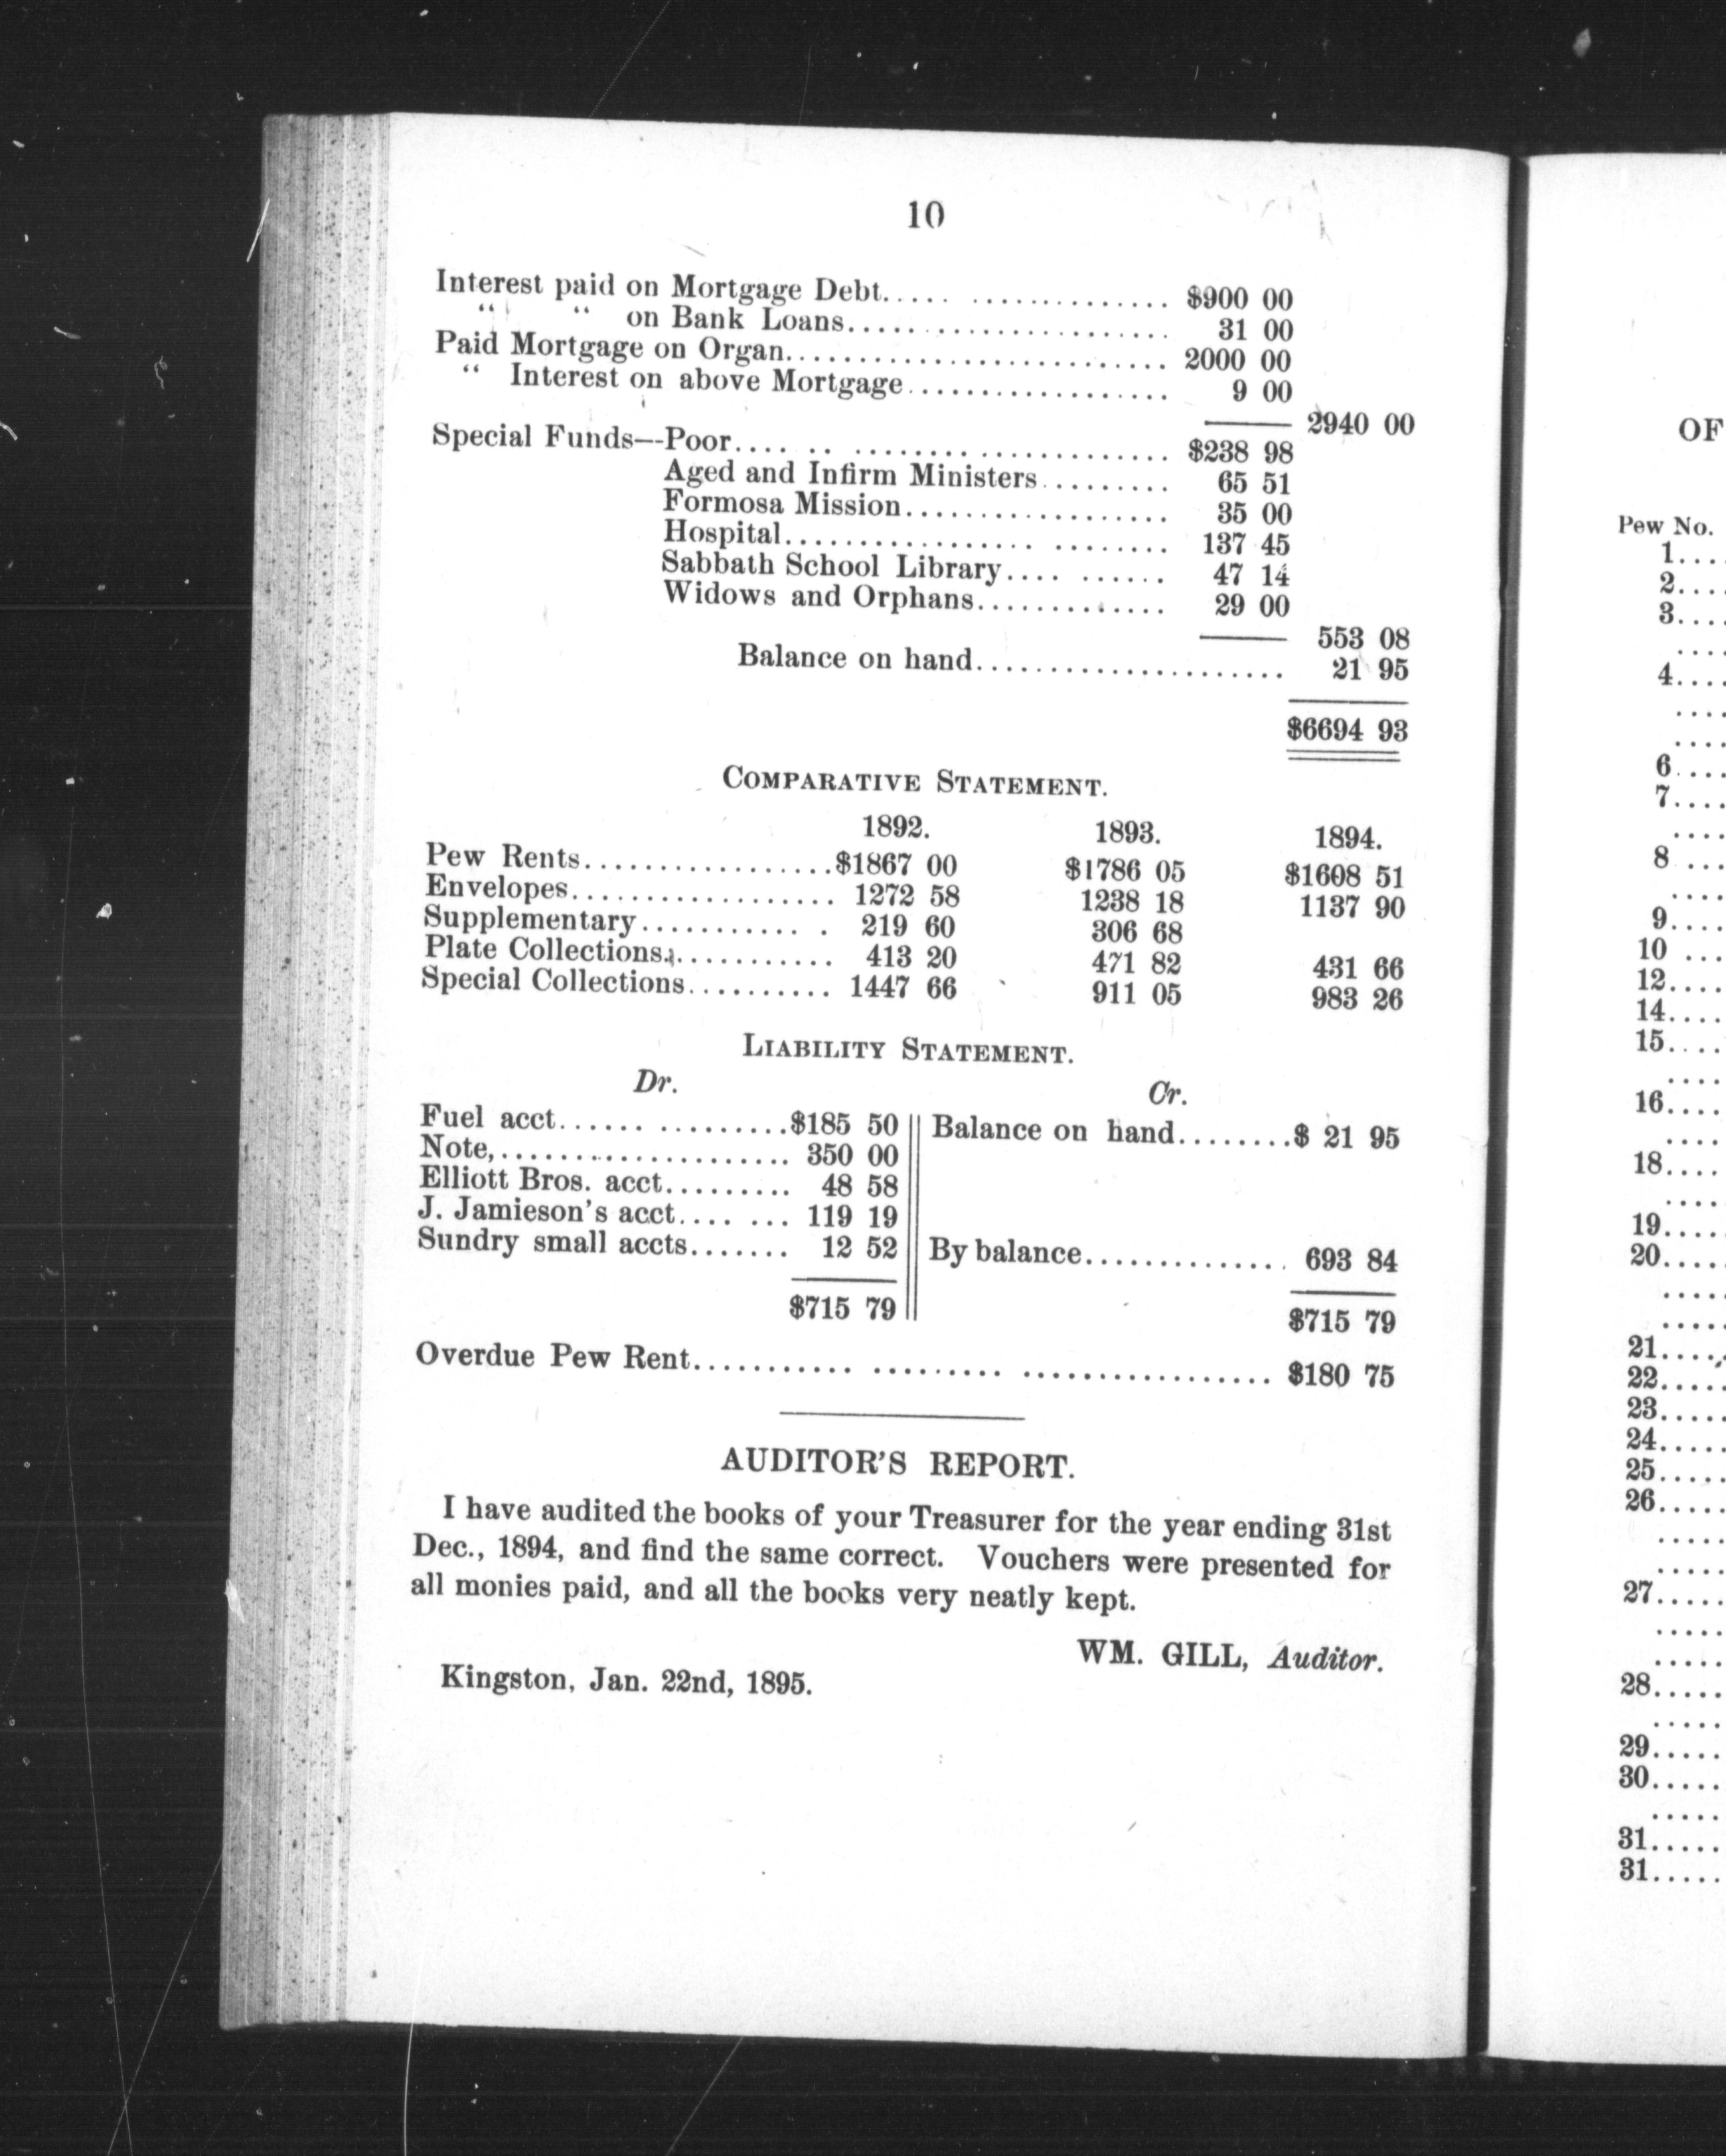 10
Interest paid on Mortgage Debt..... .............. $900 00
“ “ on Bank Loans...................... 31 00
Paid Mortgage on Organ......................... 2000 00
“ Interest on above Mortgage.................. 9 00
2940 00
Special Funds—Poor.... .. ........ ............ $238 98
Aged and Infirm Ministers......... 65 51
Formosa Mission.................. 35 00
Hospital................. ........ 137 45
Sabbath School Library.... ...... 47 14
Widows and Orphans............. 29 00
553 08
Balance on hand.................... 21 95
$6694 93
COMPARATIVE STATEMENT.
1892. 1893. 1894.
Pew Rents.................$1867 00 $1786 05 $1608 51
Envelopes.................. 1272 58 1238 18 1137 90
Supplementary............ . 219 60 306 68
Plate Collections............ 413 20 471 82 431 66
Special Collections.......... 1447 66 911 05 983 26
LIABILITY STATEMENT.
Dr. Cr.
Fuel acct...... .........$185 50 Balance on hand........$ 21 95
Note,................... 350 00
Elliott Bros. acct......... 48 58
J. Jamieson's acct.... ... 119 19
Sundry small accts....... 12 52 By balance.............. 693 84
$715 79 $715 79
Overdue Pew Rent........... ......... ................. $180 75
AUDITOR'S REPORT.
I have audited the books of your Treasurer for the year ending 31st
Dec., 1894, and find the same correct. Vouchers were presented for
all monies paid, and all the books very neatly kept.
WM. GILL, Auditor.
Kingston, Jan. 22nd, 1895.
OF
Pew No.
1....
2....
3....
....
4....
....
....
6....
7....
....
8 ...
....
9....
10 ...
12....
14....
15....
....
16....
....
18....
....
19....
20....
....
....
21....
22.....
23.....
24.....
25.....
26.....
.....
.....
27.....
.....
.....
28.....
.....
29.....
30.....
.....
31.....
31.....